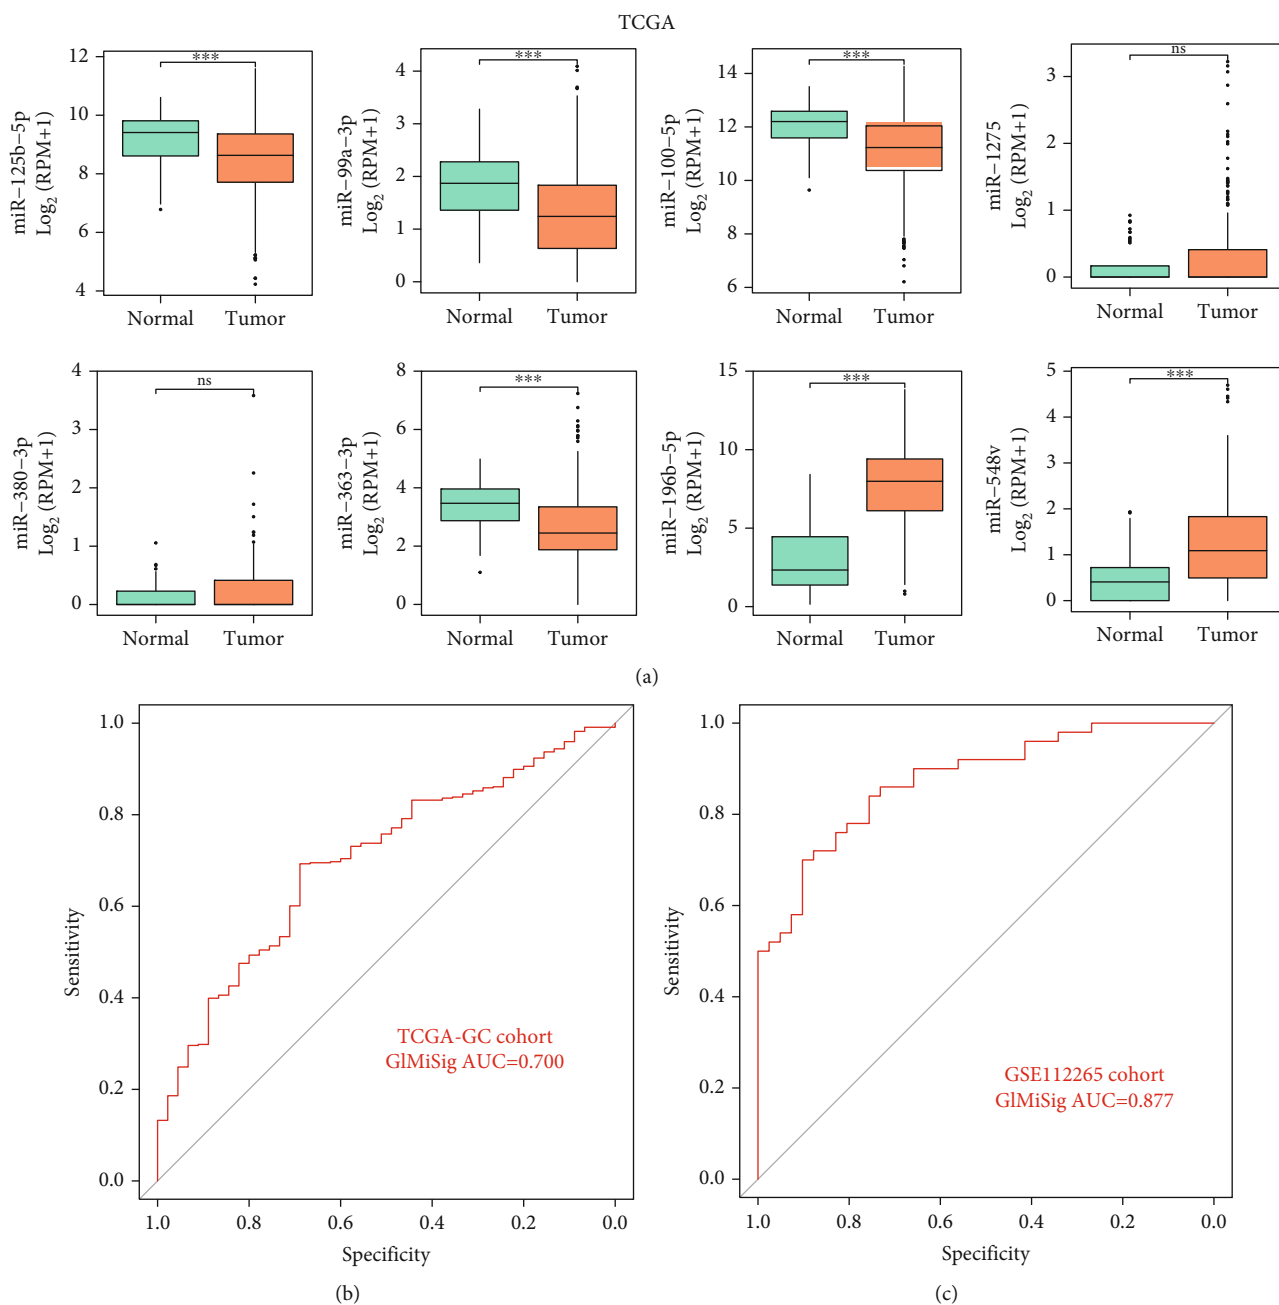 TCGA
miR−125b−5p
Log2 (RPM+1)
12
10
8
6
4
***
Normal
Tumor
miR−99a−3p
Log2 (RPM+1)
4
3
2
1
0
***
Normal
Tumor
miR−100−5p
Log2 (RPM+1)
14
12
10
8
6
***
Normal
Tumor
miR−1275
Log2 (RPM+1)
3
2
1
0
ns
Normal
Tumor
miR−380−3p
Log2 (RPM+1)
4
3
2
1
0
ns
Normal
Tumor
miR−363−3p
Log2 (RPM+1)
8
6
4
2
0
***
Normal
Tumor
miR−196b−5p
Log2 (RPM+1)
15
10
5
0
***
Normal
Tumor
miR−548v
Log2 (RPM+1)
5
4
3
2
1
0
***
Normal
Tumor
(a)
Sensitivity
1.0
0.8
0.6
0.4
0.2
0.0
TCGA-GC cohort
GlMiSig AUC=0.700
1.0 0.8 0.6 0.4 0.2 0.0
Specificity
(b)
Sensitivity
1.0
0.8
0.6
0.4
0.2
0.0
GSE112265 cohort
GlMiSig AUC=0.877
1.0 0.8 0.6 0.4 0.2 0.0
Specificity
(c)